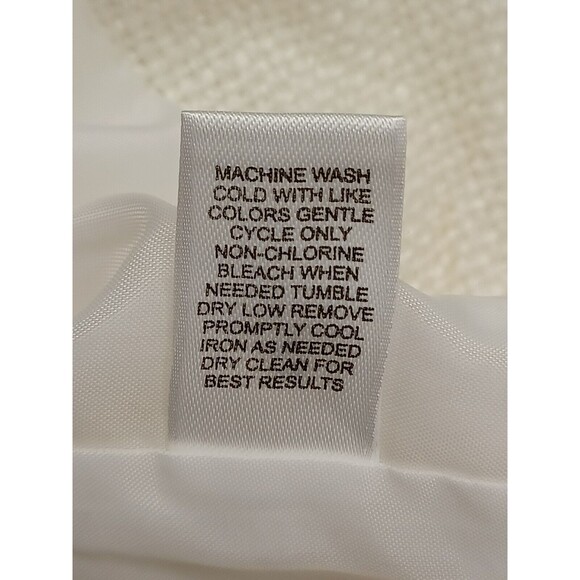 MACHINE WASH
COLD WITH LIKE
COLORS GENTLE
CYCLE ONLY
NON-CHLORINE
BLEACH WHEN
NEEDED TUMBLE
DRY LOW REMOVE
PROMPTLY COOL
IRON AS NEEDED
DRY CLEAN FOR
BEST RESULTS